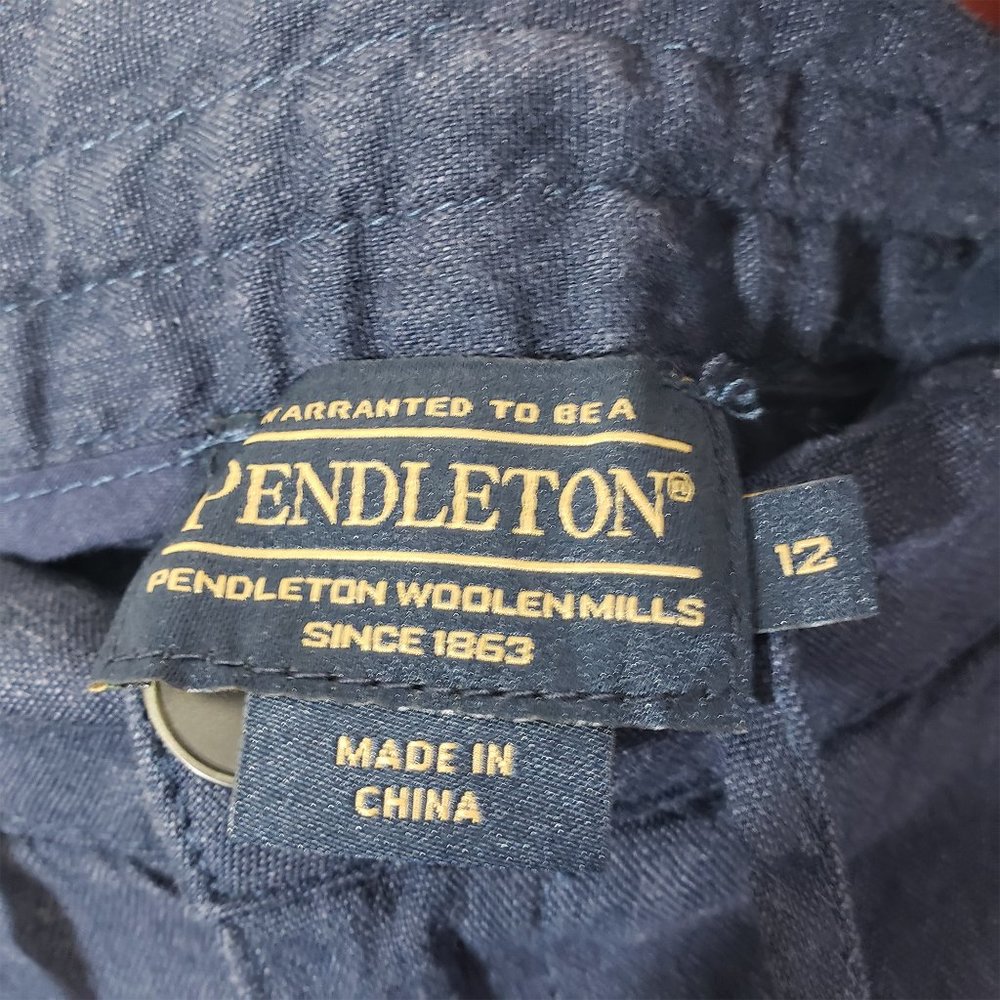 WARRANTED TO BE A
PENDLETON®
12
PENDLETON WOOLEN MILLS
SINCE 1863
MADE IN
CHINA